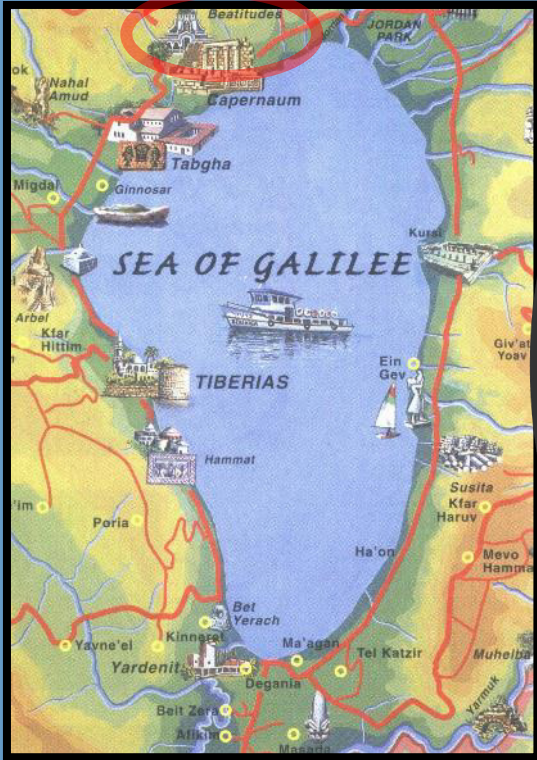 Beatitudes
JORDAN
PARK
Nahal
Amud
Capernaum
Tabgha
Migdal
Ginnosar
Kursi
SEA OF GALILEE
Arbel
Kfar
Hittim
Giv'at
Yoav
Ein
Gev
TIBERIAS
Hammat
Susita
Kfar
Haruv
Poria
Ha'on
Mevo
Hamma
Bet
Yerach
Kinneret
Yavne'el
Ma'agan
Tel Katzir
Yardenit
Degania
Muheiba
Beit Zera
Yarmuk
Afikim
Masada